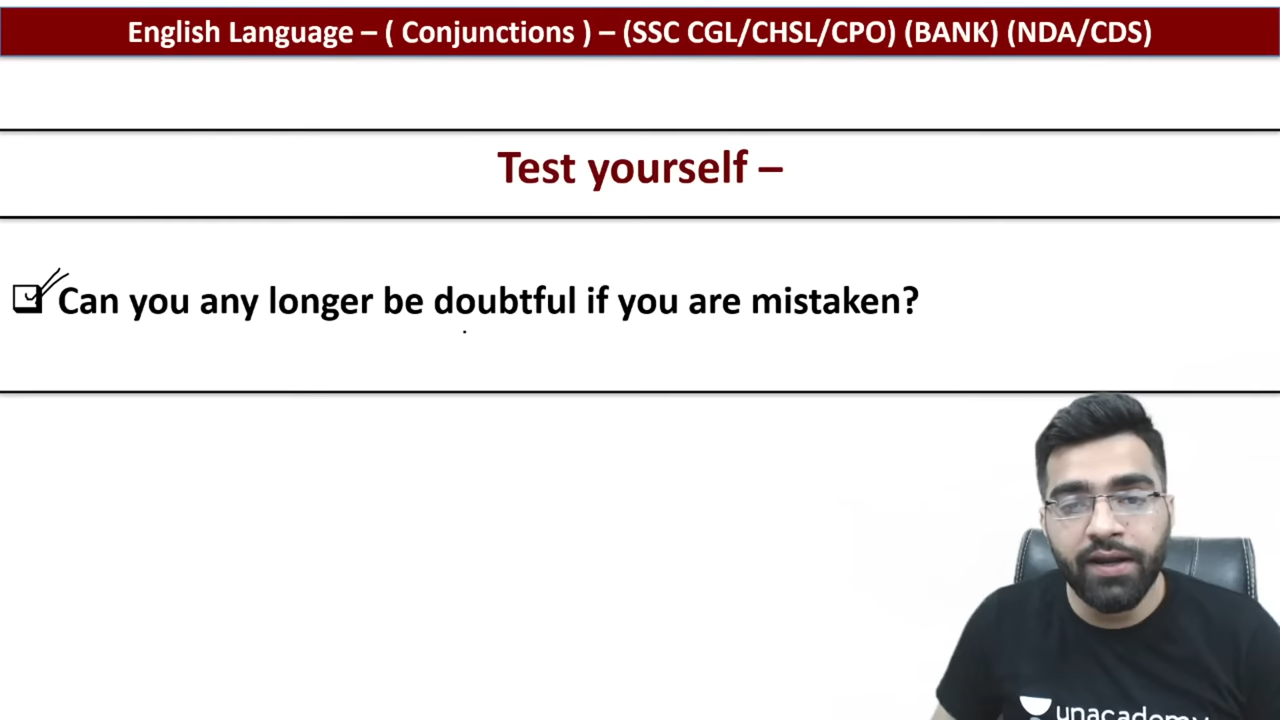 English Language – ( Conjunctions ) – (SSC CGL/CHSL/CPO) (BANK) (NDA/CDS)
Test yourself –
Can you any longer be doubtful if you are mistaken?
unacademy